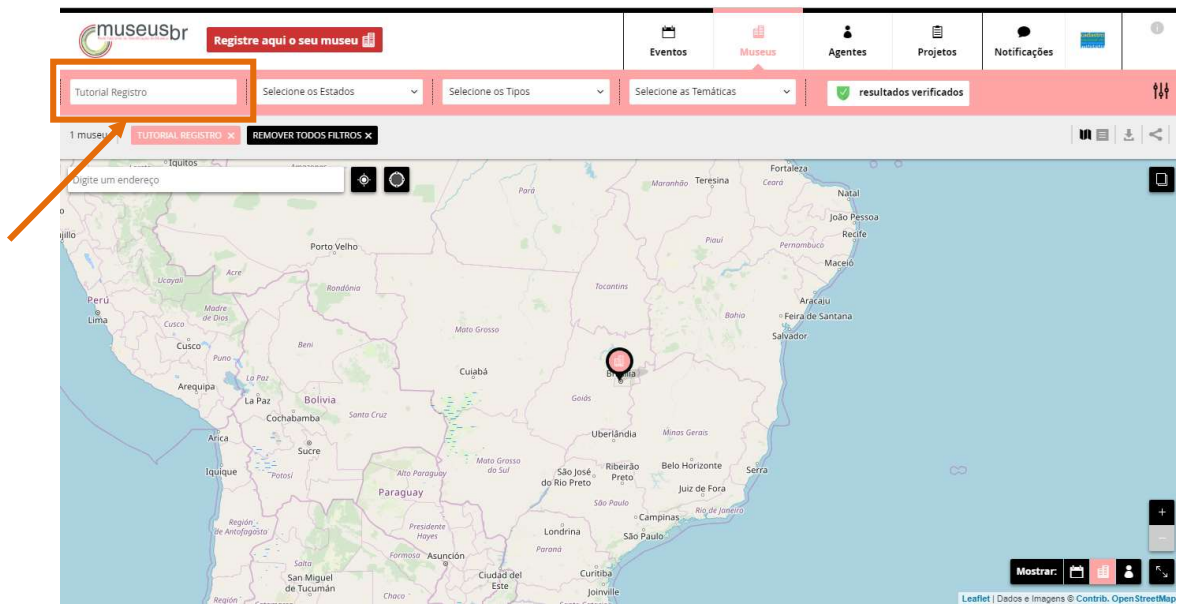 museusbr
Registre aqui o seu museu
Eventos
Museus
Agentes
Projetos
Notificações
Tutorial Registro
Selecione os Estados
Selecione os Tipos
Selecione as Temáticas
resultados verificados
1 museu
TUTORIAL REGISTRO ×
REMOVER TODOS FILTROS ×
Digite um endereço
Iquitos
Fortaleza
Pará
Maranhão
Teresina
Ceará
Natal
João Pessoa
Recife
Porto Velho
Piauí
Pernambuco
Maceió
Acre
Ucayali
Rondônia
Tocantins
Perú
Lima
Madre
de Dios
Aracaju
Cusco
Bahia
Feira de Santana
Mato Grosso
Salvador
Cusco
Beni
Puno
Cuiabá
Arequipa
La Paz
La Paz
Bolivia
Goiás
Cochabamba
Santa Cruz
Arica
Uberlândia
Minas Gerais
Sucre
Iquique
Potosí
Alto Paraguay
Mato Grosso
do Sul
São José
do Rio Preto
Ribeirão
Preto
Belo Horizonte
Serra
Paraguay
Juiz de Fora
São Paulo
Rio de Janeiro
Campinas
Región
de Antofagasta
Presidente
Hayes
Londrina
São Paulo
Formosa
Asunción
Paraná
Salta
San Miguel
de Tucumán
Ciudad del
Este
Curitiba
Chaco
Joinville
Región
Mostrar:
+
-
Leaflet | Dados e Imagens © Contrib. OpenStreetMap